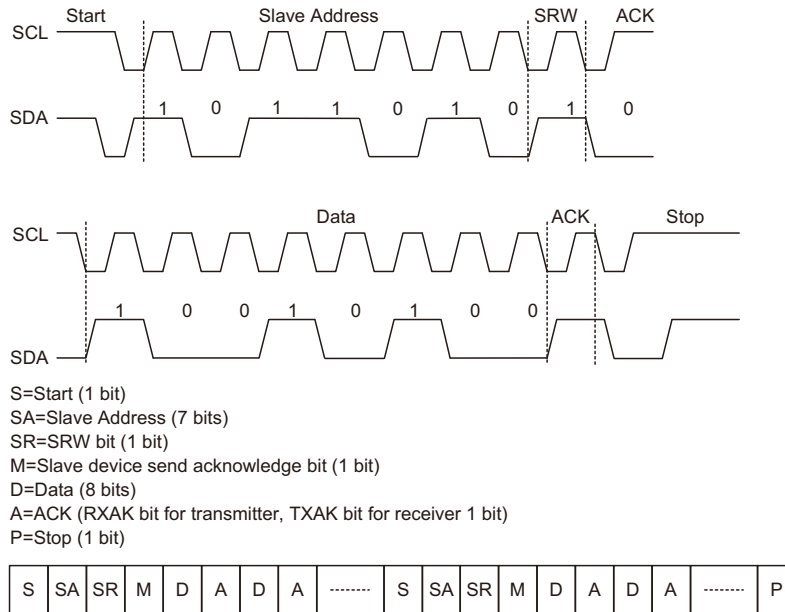 Start Slave Address SRW ACK
SCL
1 0 1 1 0 1 0 1 0
SDA
Data ACK Stop
SCL
1 0 0 1 0 1 0 0
SDA
S=Start (1 bit)
SA=Slave Address (7 bits)
SR=SRW bit (1 bit)
M=Slave device send acknowledge bit (1 bit)
D=Data (8 bits)
A=ACK (RXAK bit for transmitter, TXAK bit for receiver 1 bit)
P=Stop (1 bit)
S SA SR M D A D A ........ S SA SR M D A D A ........ P